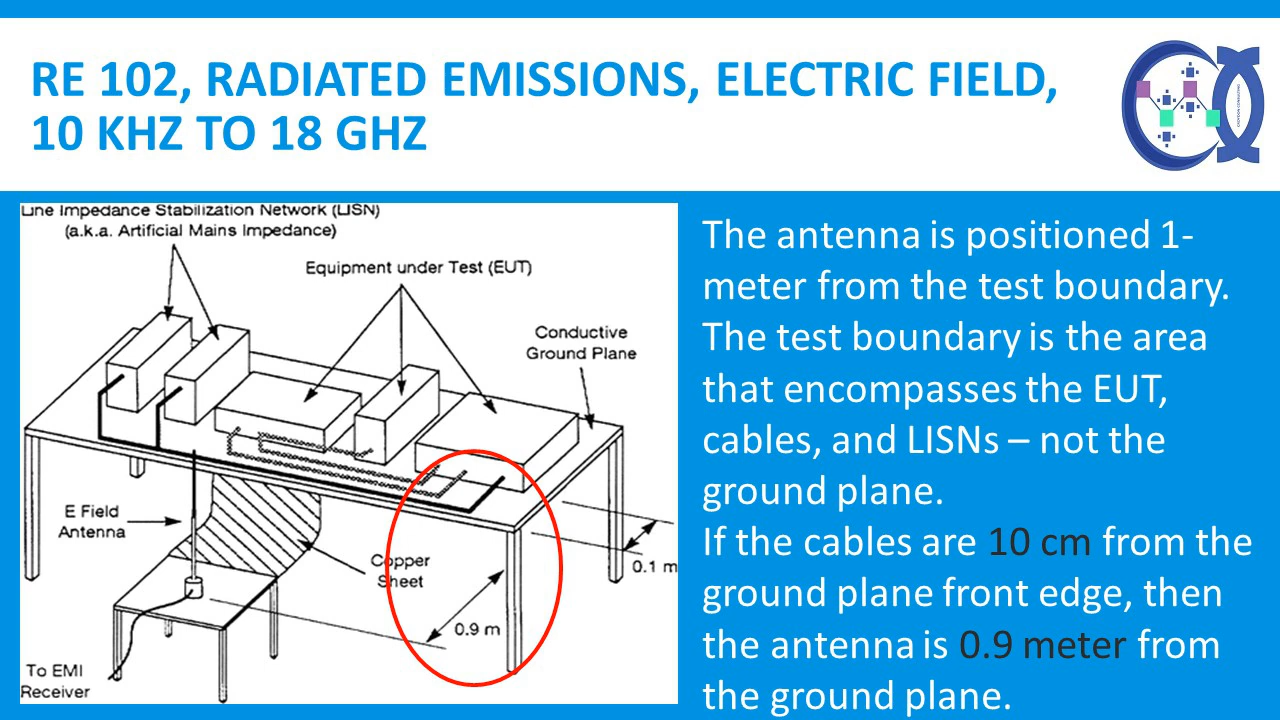 RE 102, RADIATED EMISSIONS, ELECTRIC FIELD,
10 KHZ TO 18 GHZ
Line Impedance Stabilization Network (LISN)
(a.k.a. Artificial Mains Impedance)
Equipment under Test (EUT)
Conductive
Ground Plane
E Field
Antenna
Copper
Sheet
0.1 m
0.9 m
To EMI
Receiver
The antenna is positioned 1-
meter from the test boundary.
The test boundary is the area
that encompasses the EUT,
cables, and LISNs – not the
ground plane.
If the cables are 10 cm from the
ground plane front edge, then
the antenna is 0.9 meter from
the ground plane.